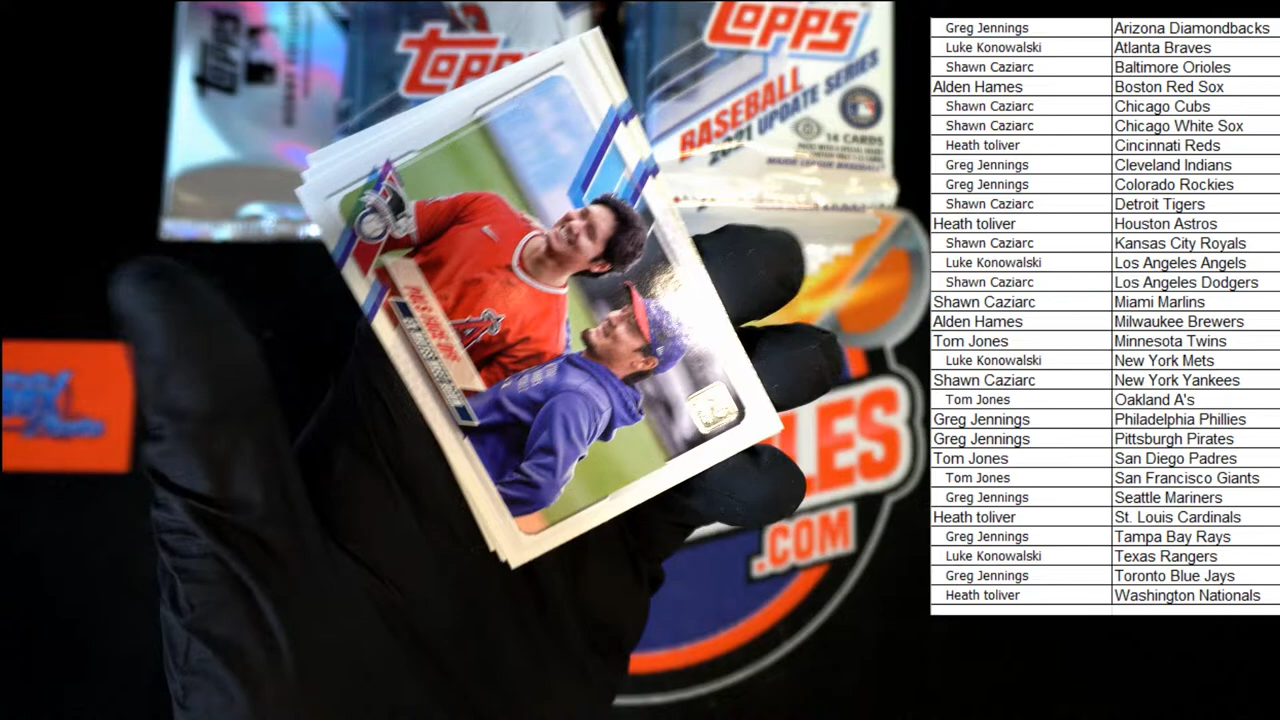 TOPPS
Topps
TOPPS
BASEBALL
2021 UPDATE SERIES
14 CARDS
LES
.COM
Greg Jennings Arizona Diamondbacks
Luke Konowalski Atlanta Braves
Shawn Caziarc Baltimore Orioles
Alden Hames Boston Red Sox
Shawn Caziarc Chicago Cubs
Shawn Caziarc Chicago White Sox
Heath toliver Cincinnati Reds
Greg Jennings Cleveland Indians
Greg Jennings Colorado Rockies
Shawn Caziarc Detroit Tigers
Heath toliver Houston Astros
Shawn Caziarc Kansas City Royals
Luke Konowalski Los Angeles Angels
Shawn Caziarc Los Angeles Dodgers
Shawn Caziarc Miami Marlins
Alden Hames Milwaukee Brewers
Tom Jones Minnesota Twins
Luke Konowalski New York Mets
Shawn Caziarc New York Yankees
Tom Jones Oakland A's
Greg Jennings Philadelphia Phillies
Greg Jennings Pittsburgh Pirates
Tom Jones San Diego Padres
Tom Jones San Francisco Giants
Greg Jennings Seattle Mariners
Heath toliver St. Louis Cardinals
Greg Jennings Tampa Bay Rays
Luke Konowalski Texas Rangers
Greg Jennings Toronto Blue Jays
Heath toliver Washington Nationals